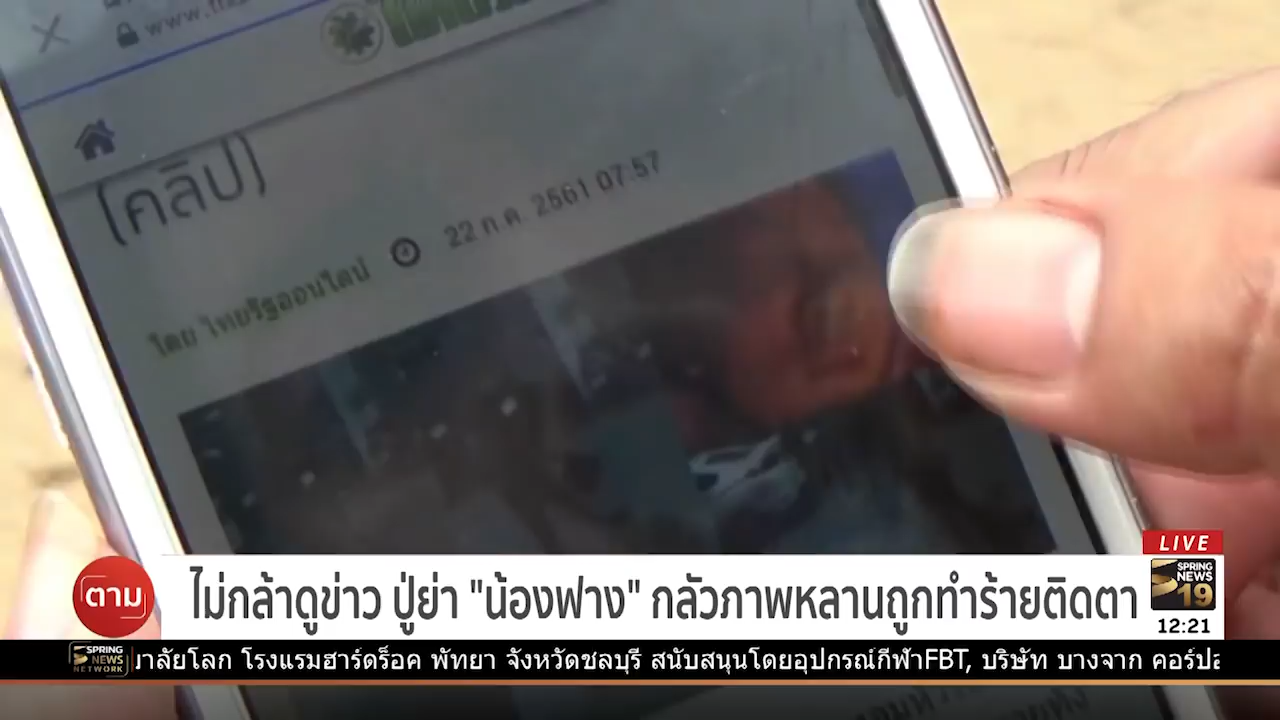 (คลิป)
22 ก.ค. 2561 07:57
โดย ไทยรัฐออนไลน์
LIVE
ตาม
ไม่กล้าดูข่าว ปู่ย่า "น้องฟาง" กลัวภาพหลานถูกทำร้ายติดตา
SPRING NEWS 19
12:21
SPRING NEWS NETWORK
าลัยโลก โรงแรมฮาร์ดร็อค พัทยา จังหวัดชลบุรี สนับสนุนโดยอุปกรณ์กีฬาFBT, บริษัท บางจาก คอร์ปอ